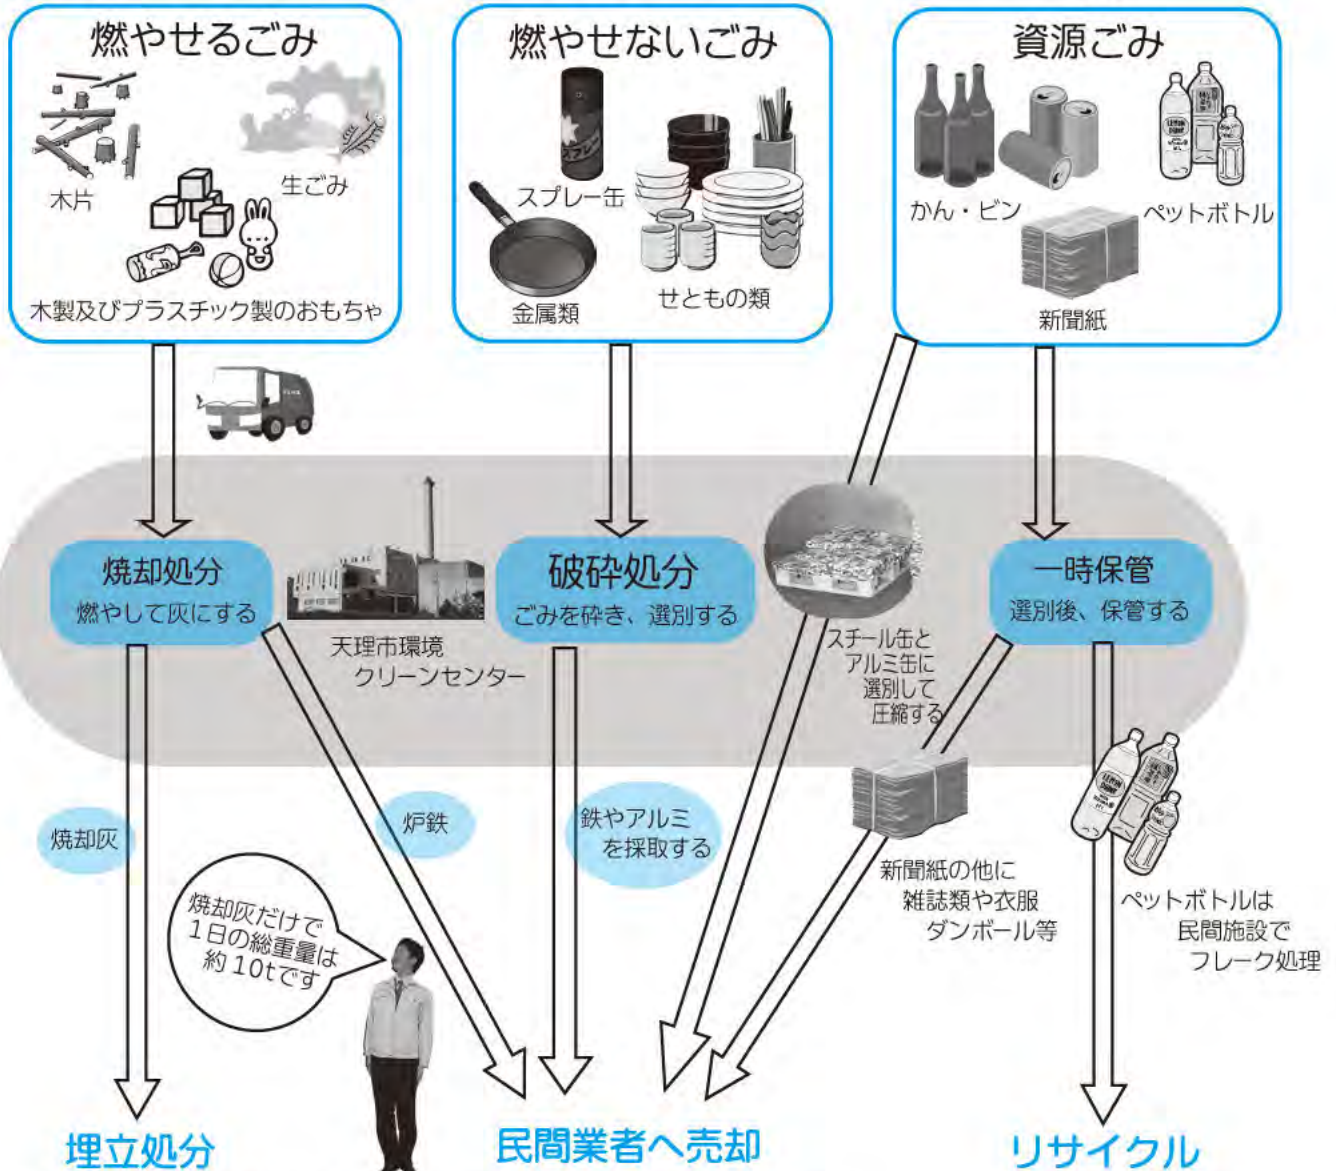 燃やせるごみ
木片
生ごみ
木製及びプラスチック製のおもちゃ
燃やせないごみ
スプレー
スプレー缶
金属類
せともの類
資源ごみ
かん・ビン
ペットボトル
新聞紙
焼却処分
燃やして灰にする
天理市環境
クリーンセンター
破砕処分
ごみを砕き、選別する
スチール缶と
アルミ缶に
選別して
圧縮する
一時保管
選別後、保管する
焼却灰
炉鉄
鉄やアルミ
を採取する
新聞紙の他に
雑誌類や衣服
ダンボール等
ペットボトルは
民間施設で
フレーク処理
焼却灰だけで
1日の総重量は
約10tです
埋立処分
民間業者へ売却
リサイクル